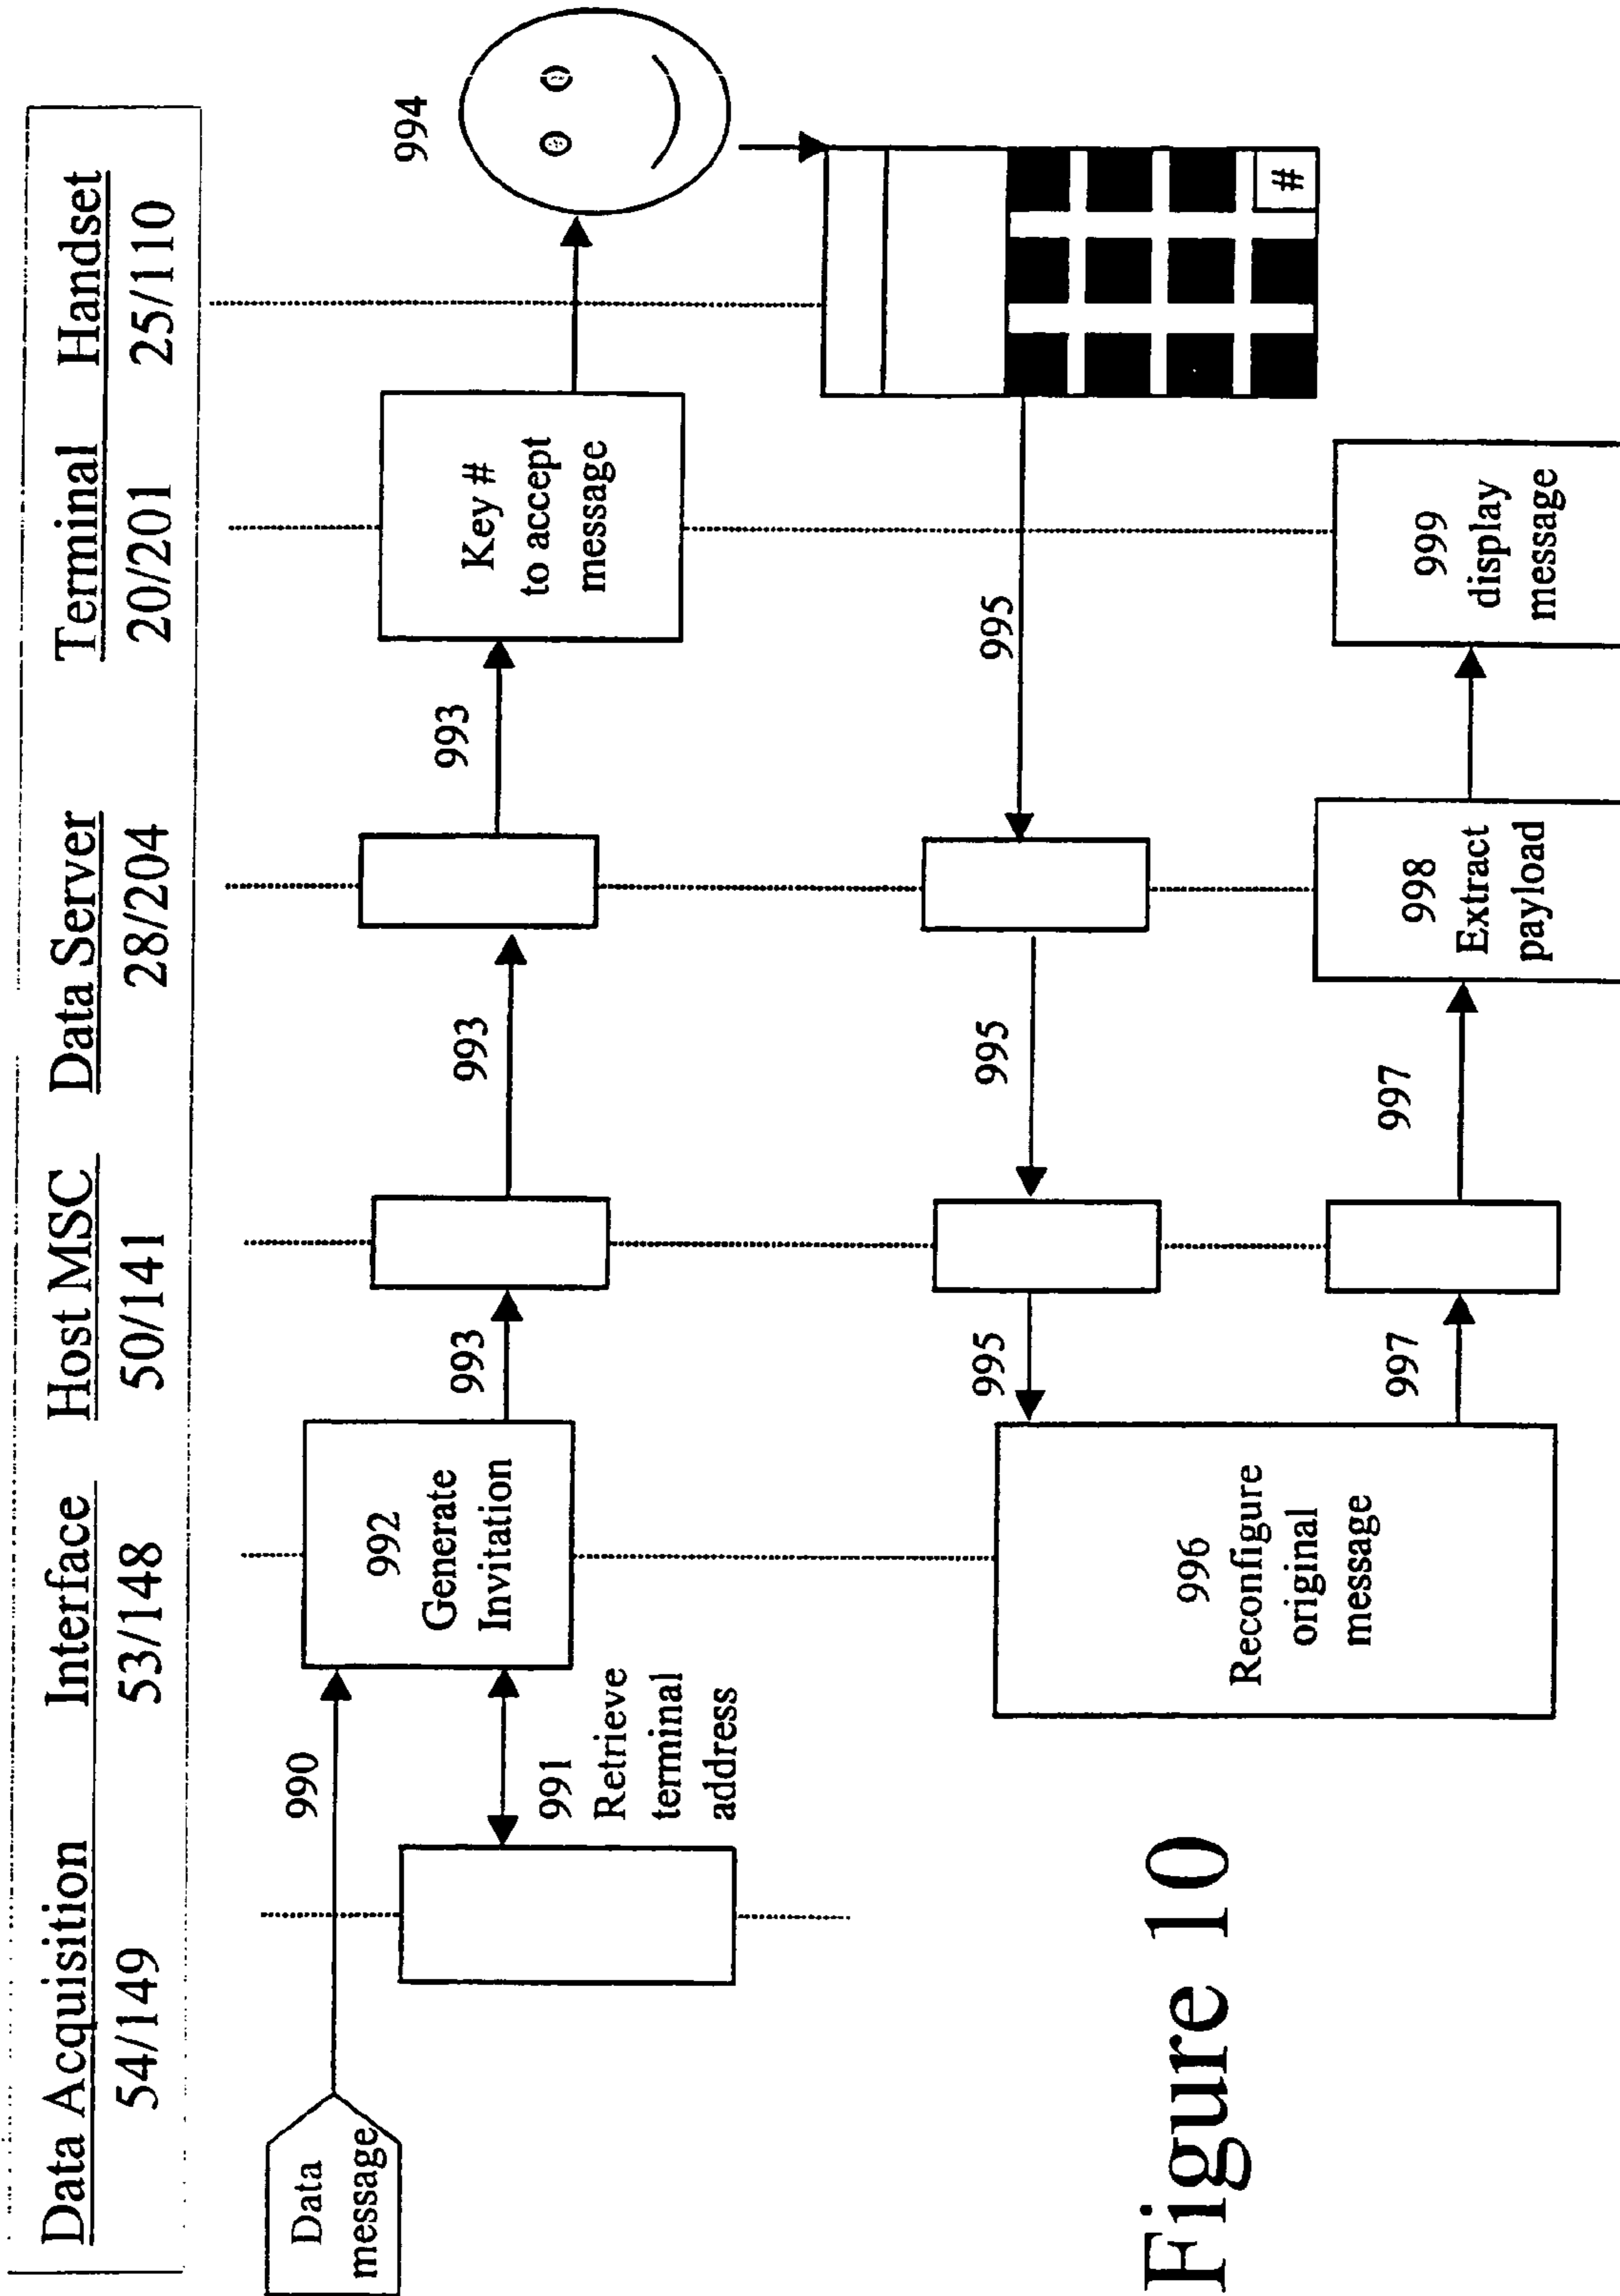 Data Acquisition Interface Host MSC Data Server Terminal Handset
54/149 53/148 50/141 28/204 20/201 25/110
Data
message
990
991
Retrieve
terminal
address
992
Generate
Invitation
993
993
993
Key #
to accept
message
994
#
995
995
995
996
Reconfigure
original
message
997
997
998
Extract
payload
999
display
message
Figure 10